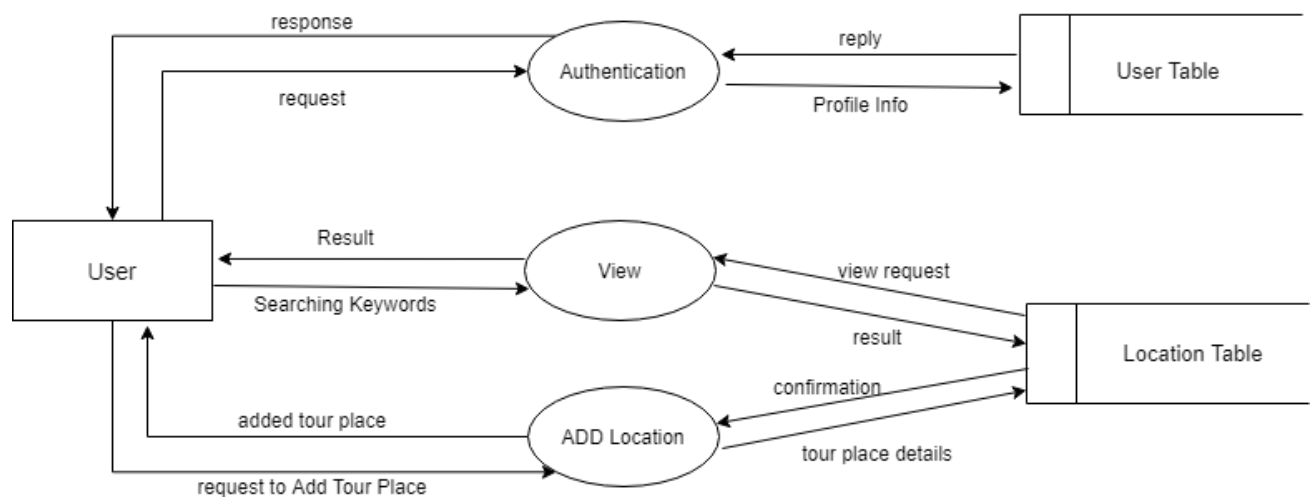 response
reply
Authentication
User Table
request
Profile Info
Result
User
View
view request
Searching Keywords
result
Location Table
confirmation
added tour place
ADD Location
tour place details
request to Add Tour Place